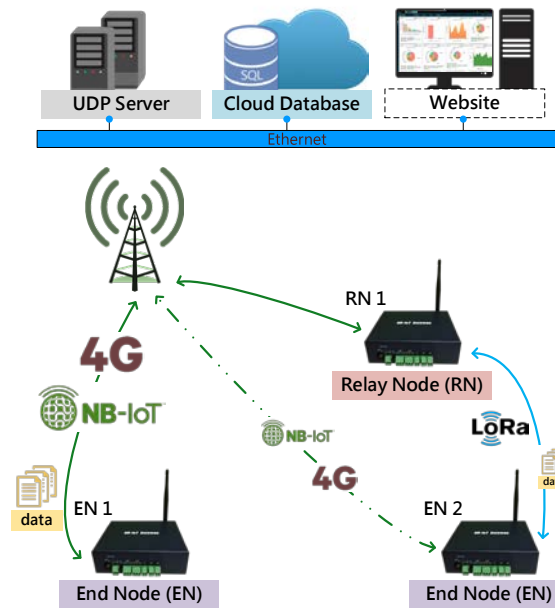 SQL
UDP Server
Cloud Database
Website
Ethernet
RN 1
4G
Relay Node (RN)
NB-IoT
LoRa
NB-IoT
4G
data
data
EN 1
EN 2
End Node (EN)
End Node (EN)